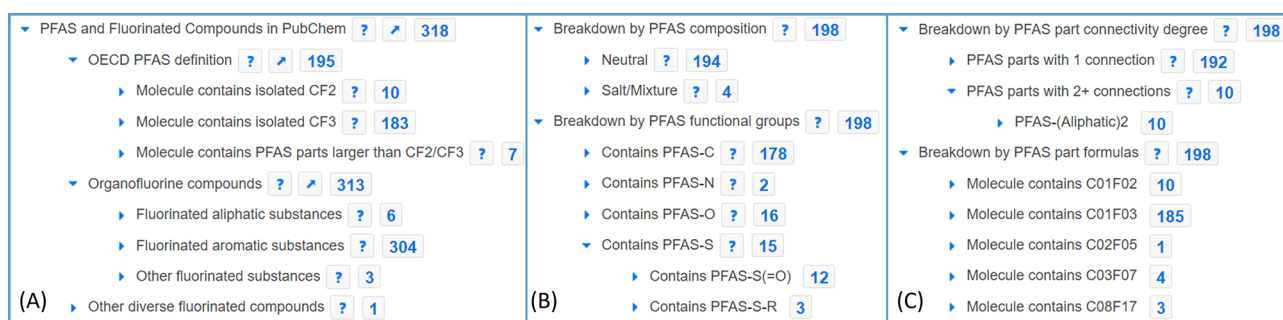 PFAS and Fluorinated Compounds in PubChem ? ↗ 318
OECD PFAS definition ? ↗ 195
Molecule contains isolated CF2 ? 10
Molecule contains isolated CF3 ? 183
Molecule contains PFAS parts larger than CF2/CF3 ? 7
Organofluorine compounds ? ↗ 313
Fluorinated aliphatic substances ? 6
Fluorinated aromatic substances ? 304
Other fluorinated substances ? 3
(A) Other diverse fluorinated compounds ? 1
Breakdown by PFAS composition ? 198
Neutral ? 194
Salt/Mixture ? 4
Breakdown by PFAS functional groups ? 198
Contains PFAS-C ? 178
Contains PFAS-N ? 2
Contains PFAS-O ? 16
Contains PFAS-S ? 15
Contains PFAS-S(=O) 12
(B) Contains PFAS-S-R 3
Breakdown by PFAS part connectivity degree ? 198
PFAS parts with 1 connection ? 192
PFAS parts with 2+ connections ? 10
PFAS-(Aliphatic)2 10
Breakdown by PFAS part formulas ? 198
Molecule contains C01F02 10
Molecule contains C01F03 185
Molecule contains C02F05 1
Molecule contains C03F07 4
(C) Molecule contains C08F17 3